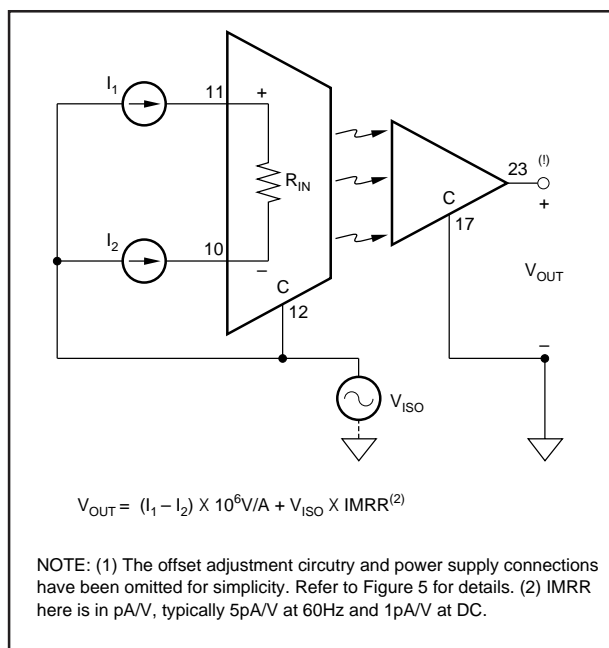 I1
11
+
RIN
I2
10
–
C
12
23
(!)
+
C
17
VOUT
–
VISO
VOUT = (I1 – I2) X 10^6V/A + VISO X IMRR(2)
NOTE: (1) The offset adjustment circutry and power supply connections
have been omitted for simplicity. Refer to Figure 5 for details. (2) IMRR
here is in pA/V, typically 5pA/V at 60Hz and 1pA/V at DC.